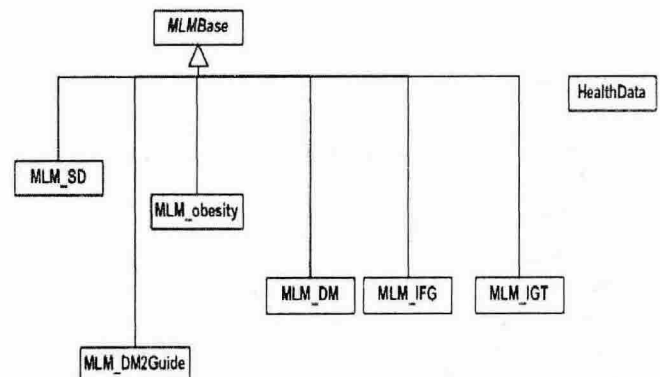 MLMBase
HealthData
MLM_SD
MLM_obesity
MLM_DM
MLM_IFG
MLM_IGT
MLM_DM2Guide